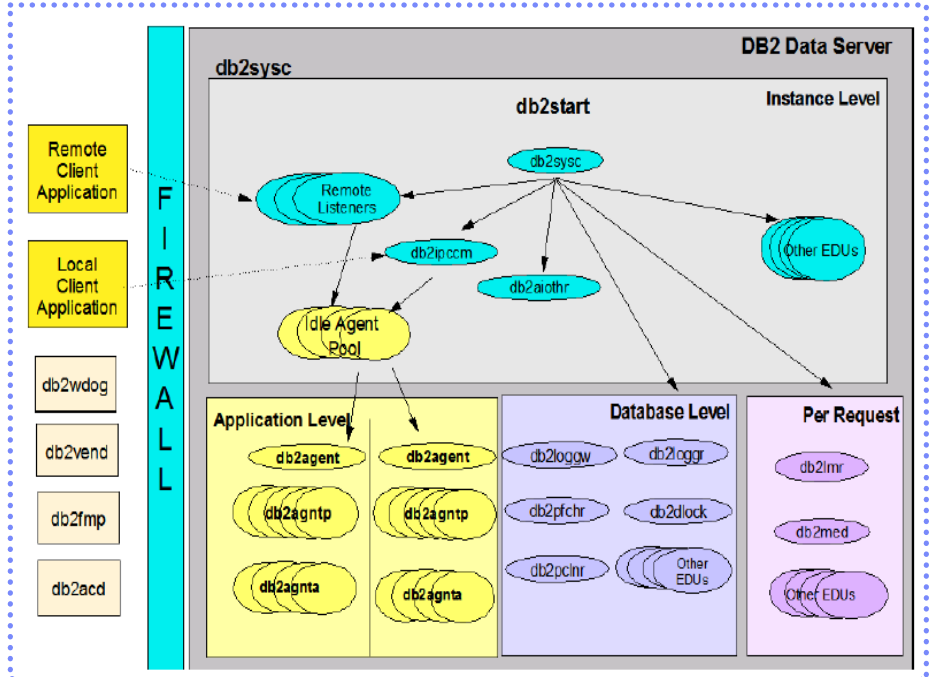 DB2 Data Server
db2sysc
Instance Level
db2start
db2sysc
Remote
Client
Application
Remote
Listeners
FIREWALL
Other EDUs
db2ipccm
Local
Client
Application
db2aiothr
Idle Agent
Pool
db2wdog
db2vend
db2fmp
db2acd
Application Level
db2agent
db2agent
db2agntp
db2agntp
db2agnta
db2agnta
Database Level
db2loggw
db2loggr
db2pfchr
db2dlock
db2pclnr
Other
EDUs
Per Request
db2lmr
db2med
Other EDUs